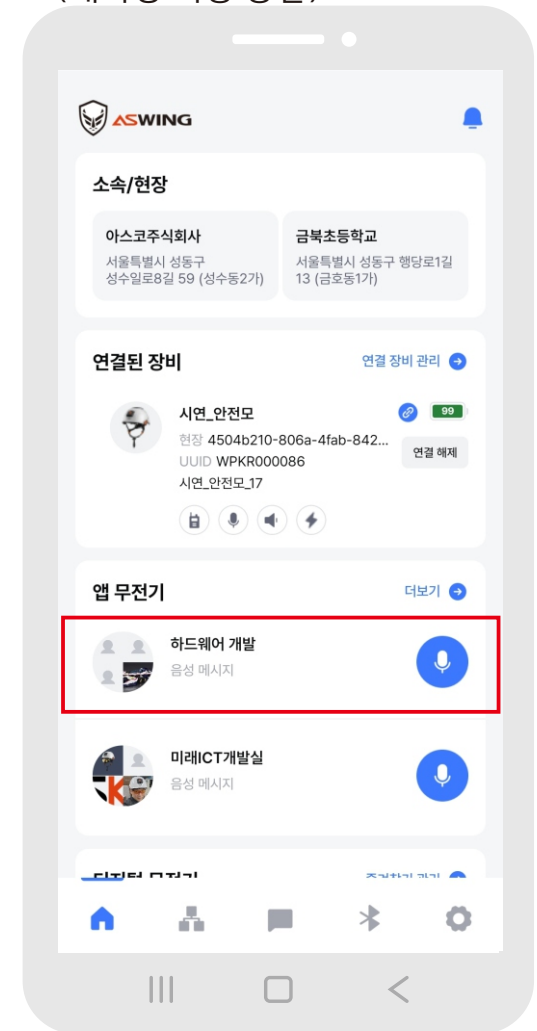 ASWING
소속/현장
아스코주식회사
서울특별시 성동구
성수일로8길 59 (성수동2가)
금북초등학교
서울특별시 성동구 행당로1길
13 (금호동1가)
연결된 장비
연결 장비 관리
시연_안전모
99
현장 4504b210-806a-4fab-842...
연결 해제
UUID WPKR000086
시연_안전모_17
앱 무전기
더보기
하드웨어 개발
음성 메시지
미래ICT개발실
음성 메시지